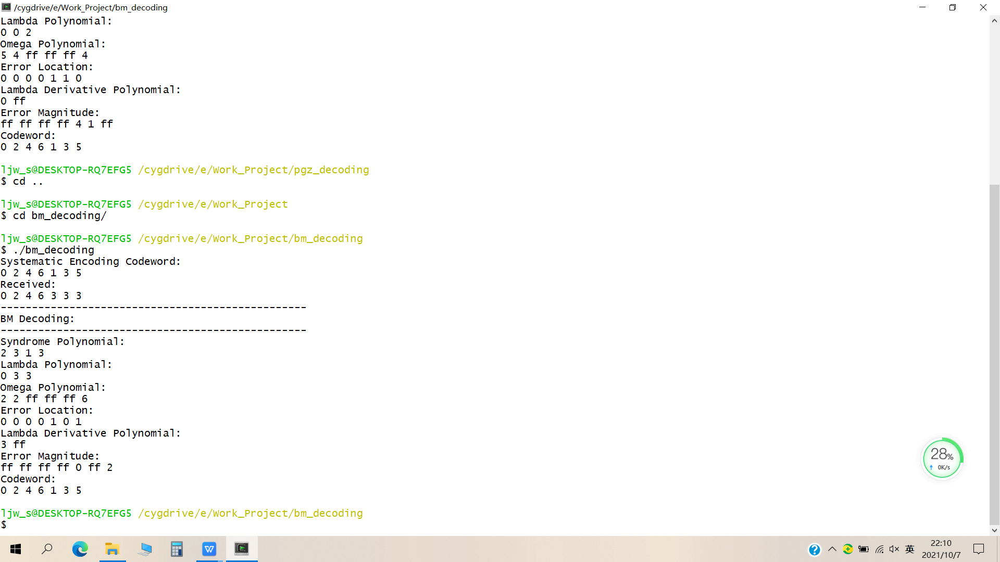 /cygdrive/e/Work_Project/bm_decoding
Lambda Polynomial:
0 0 2
Omega Polynomial:
5 4 ff ff ff 4
Error Location:
0 0 0 0 1 1 0
Lambda Derivative Polynomial:
0 ff
Error Magnitude:
ff ff ff ff 4 1 ff
Codeword:
0 2 4 6 1 3 5
ljw_s@DESKTOP-RQ7EFG5 /cygdrive/e/Work_Project/pgz_decoding
$ cd ..
ljw_s@DESKTOP-RQ7EFG5 /cygdrive/e/Work_Project
$ cd bm_decoding/
ljw_s@DESKTOP-RQ7EFG5 /cygdrive/e/Work_Project/bm_decoding
$ ./bm_decoding
Systematic Encoding Codeword:
0 2 4 6 1 3 5
Received:
0 2 4 6 3 3 3
-------------------------------------------------
BM Decoding:
-------------------------------------------------
Syndrome Polynomial:
2 3 1 3
Lambda Polynomial:
0 3 3
Omega Polynomial:
2 2 ff ff ff 6
Error Location:
0 0 0 0 1 0 1
Lambda Derivative Polynomial:
3 ff
Error Magnitude:
ff ff ff ff 0 ff 2
Codeword:
0 2 4 6 1 3 5
ljw_s@DESKTOP-RQ7EFG5 /cygdrive/e/Work_Project/bm_decoding
$
28%
↑ 0K/s
英
22:10
2021/10/7